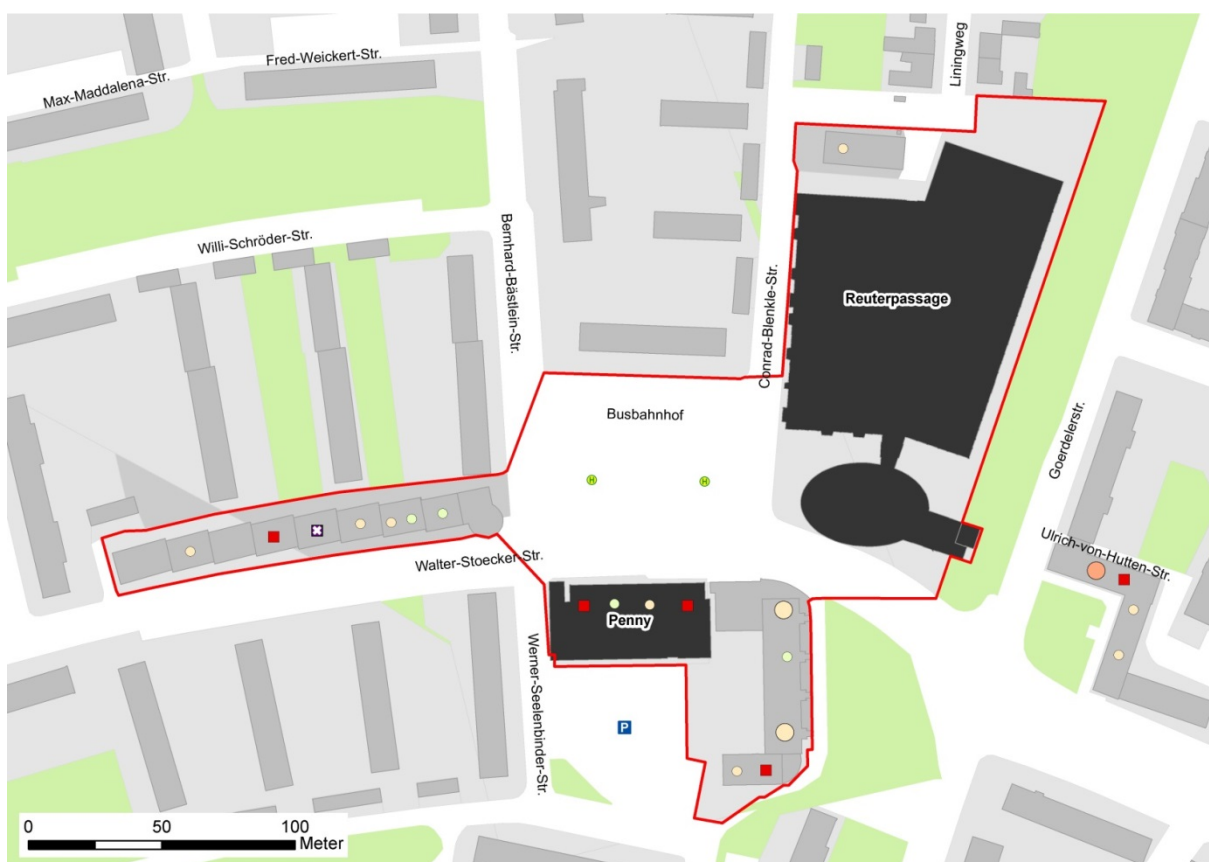 Fred-Weickert-Str.
Max-Maddalena-Str.
Liningweg
Willi-Schröder-Str.
Bernhard-Bästlein-Str.
Conrad-Blenkle-Str.
Reuterpassage
Busbahnhof
H
H
Goerdelerstr.
Walter-Stoecker-Str.
Ulrich-von-Hutten-Str.
Penny
Werner-Seelenbinder-Str.
P
0 50 100
Meter